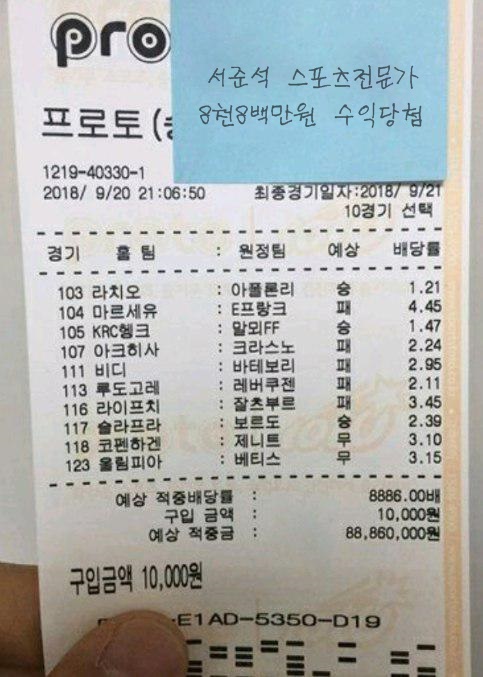 pro
서준석 스포츠전문가
8천8백만원 수익당첨
프로토(
1219-40330-1
2018/ 9/20 21:06:50 최종경기일자:2018/ 9/21
10경기 선택
경기 홈 팀 : 원정팀 예상 배당률
103 라치오 : 아폴론리 승 1.21
104 마르세유 : E프랑크 패 4.45
105 KRC헹크 : 말뫼FF 승 1.47
107 아크히사 : 크라스노 패 2.24
111 비디 : 바테보리 패 2.95
113 루도고레 : 레버쿠젠 패 2.11
116 라이프치 : 잘츠부르 패 3.45
117 슬라프라 : 보르도 승 2.39
118 코펜하겐 : 제니트 무 3.10
123 올림피아 : 베티스 무 3.15
예상 적중배당률 : 8886.00배
구입 금액 : 10,000원
예상 적중금 : 88,860,000원
구입금액 10,000원
-E1AD-5350-D19